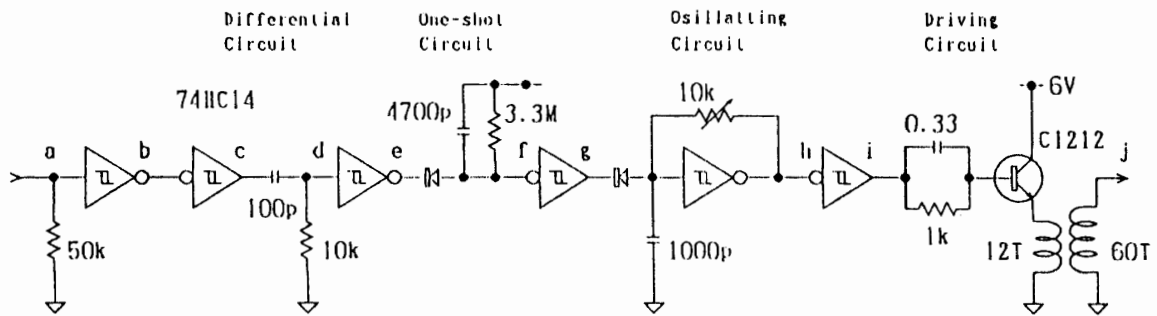 Differential Circuit
One-shot Circuit
Osillatting Circuit
Driving Circuit
74HC14
4700p
3.3M
10k
6V
0.33
C1212
a
b
c
d
e
f
g
h
i
j
100p
50k
10k
1000p
1k
12T
60T